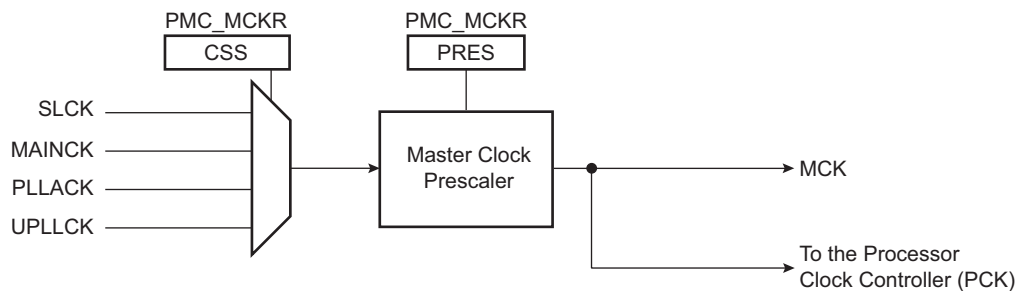 PMC_MCKR
CSS
PMC_MCKR
PRES
SLCK
MAINCK
PLLACK
UPLLCK
Master Clock
Prescaler
MCK
To the Processor
Clock Controller (PCK)